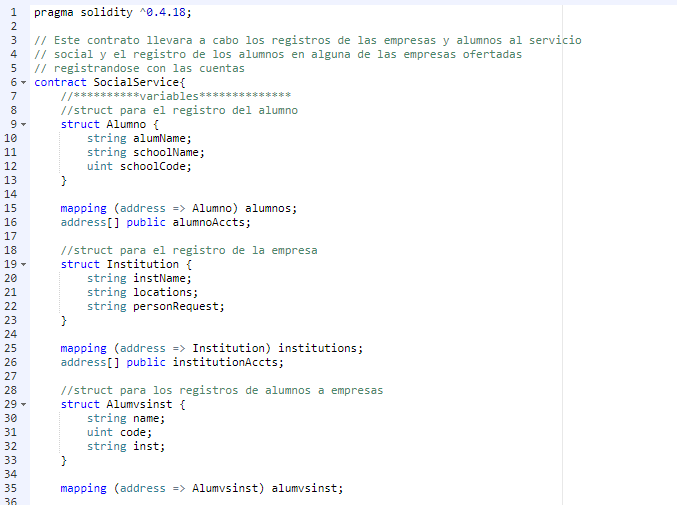 1 pragma solidity ^0.4.18;
2
3 // Este contrato llevara a cabo los registros de las empresas y alumnos al servicio
4 // social y el registro de los alumnos en alguna de las empresas ofertadas
5 // registrandose con las cuentas
6 contract SocialService{
7 //**********variables**************
8 //struct para el registro del alumno
9 struct Alumno {
10 string alumName;
11 string schoolName;
12 uint schoolCode;
13 }
14
15 mapping (address => Alumno) alumnos;
16 address[] public alumnoAccts;
17
18 //struct para el registro de la empresa
19 struct Institution {
20 string instName;
21 string locations;
22 string personRequest;
23 }
24
25 mapping (address => Institution) institutions;
26 address[] public institutionAccts;
27
28 //struct para los registros de alumnos a empresas
29 struct Alumvsinst {
30 string name;
31 uint code;
32 string inst;
33 }
34
35 mapping (address => Alumvsinst) alumvsinst;
36